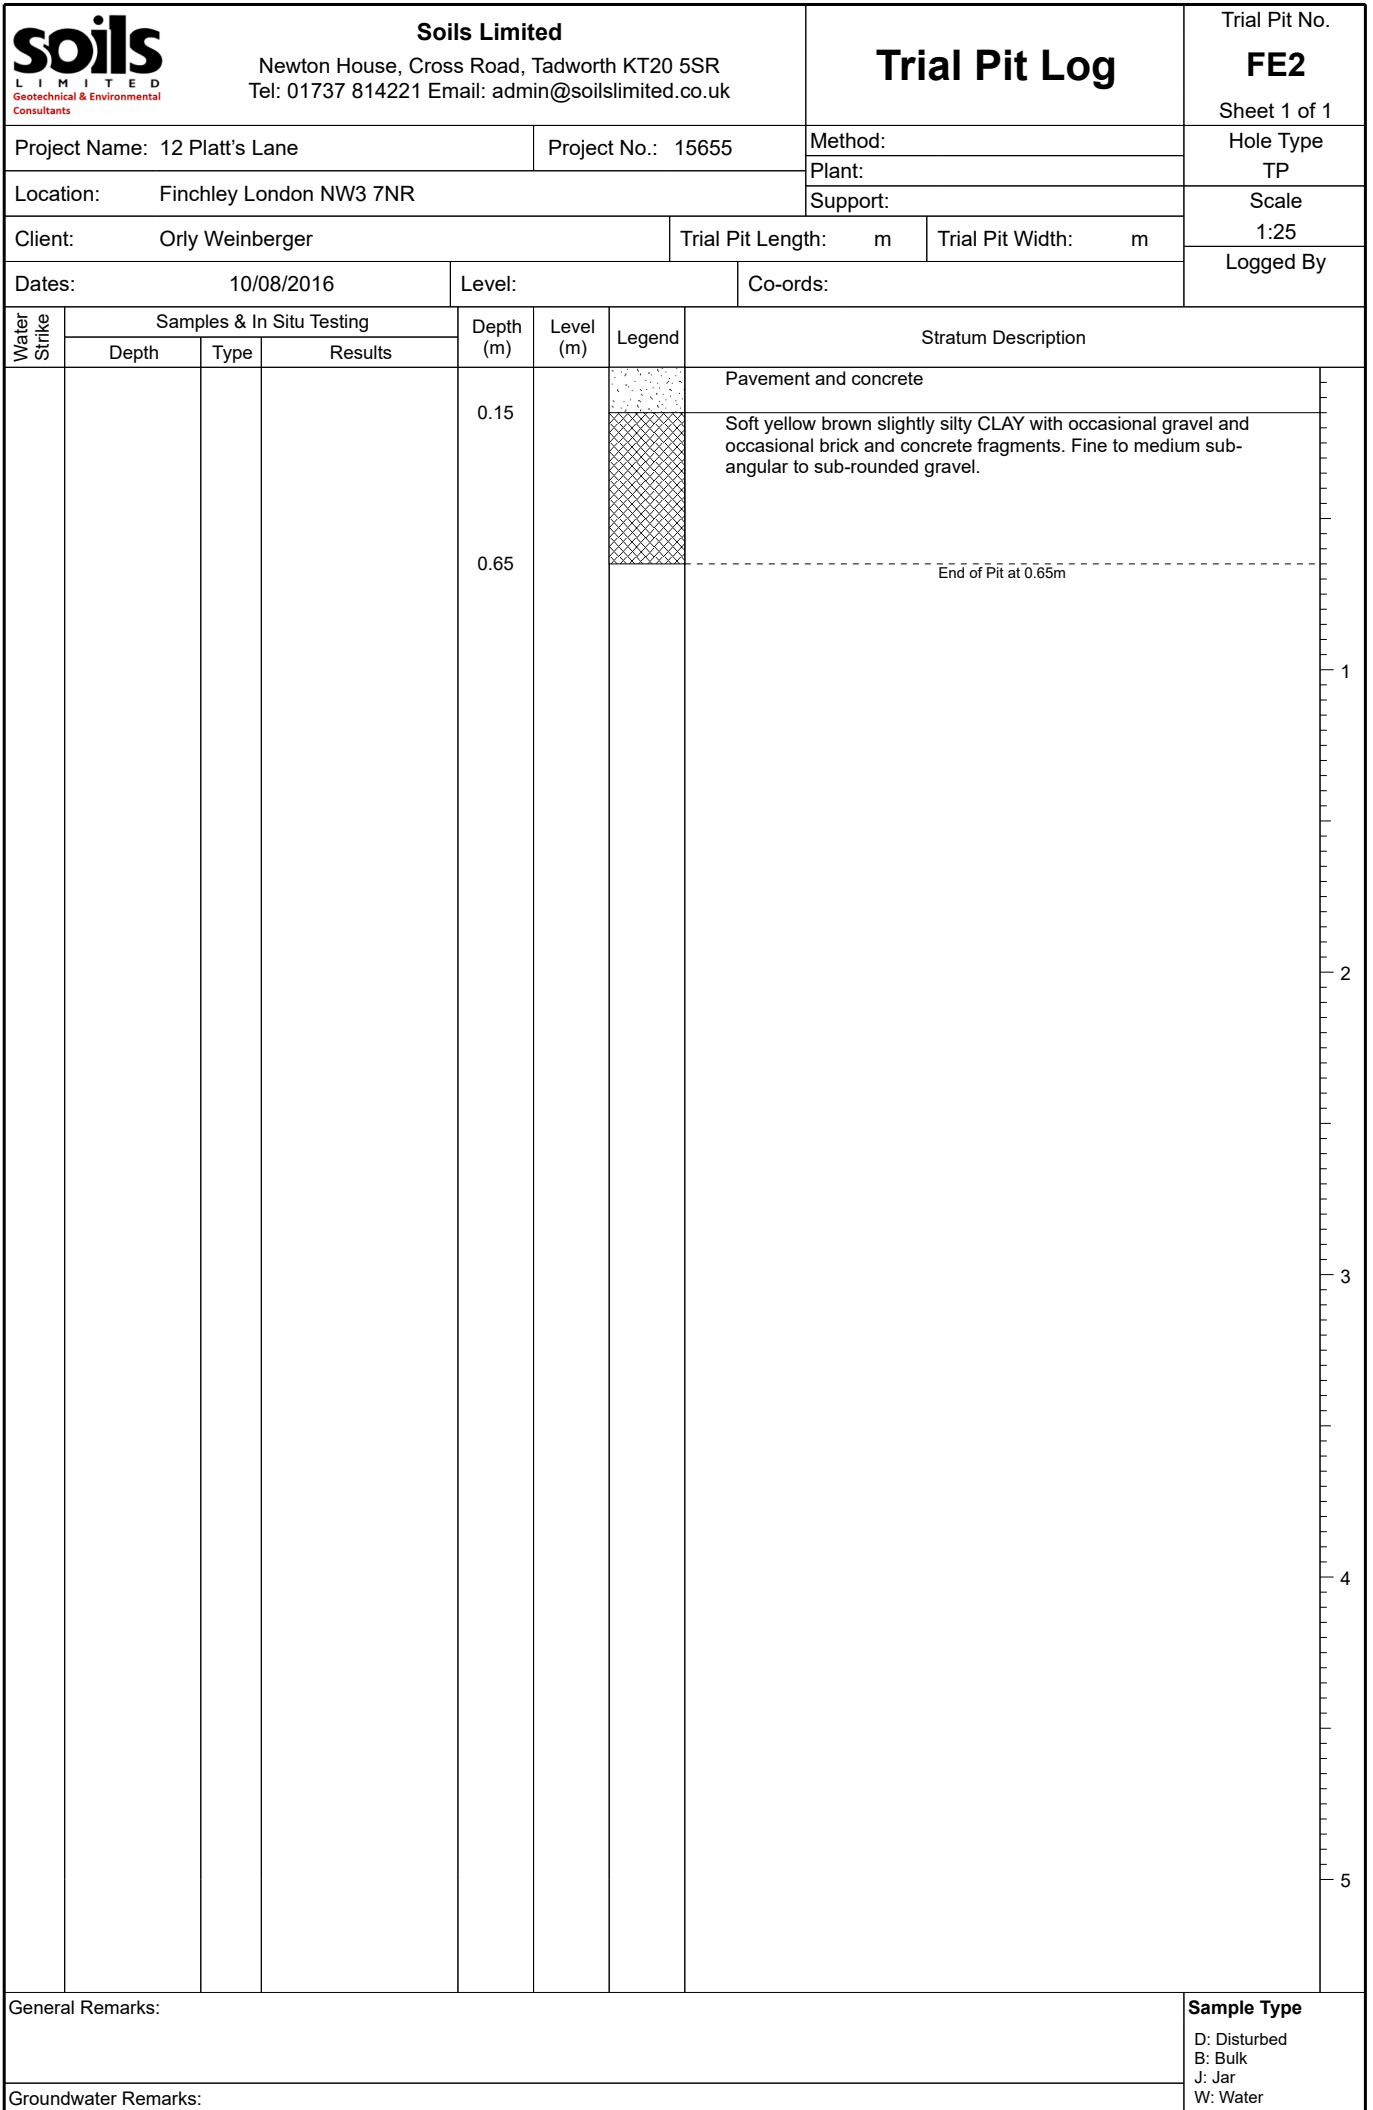 soils
LIMITED
Geotechnical & Environmental
Consultants
Soils Limited
Newton House, Cross Road, Tadworth KT20 5SR
Tel: 01737 814221 Email: admin@soilslimited.co.uk
Trial Pit Log
Trial Pit No.
FE2
Sheet 1 of 1
Project Name: 12 Platt’s Lane
Project No.: 15655
Method:
Plant:
Support:
Hole Type
TP
Location: Finchley London NW3 7NR
Scale
1:25
Client: Orly Weinberger
Trial Pit Length: m
Trial Pit Width: m
Logged By
Dates: 10/08/2016
Level:
Co-ords:
Water
Strike
Samples & In Situ Testing
Depth
Type
Results
Depth
(m)
Level
(m)
Legend
Stratum Description
Pavement and concrete
0.15
Soft yellow brown slightly silty CLAY with occasional gravel and
occasional brick and concrete fragments. Fine to medium sub-
angular to sub-rounded gravel.
0.65
End of Pit at 0.65m
1
2
3
4
5
General Remarks:
Groundwater Remarks:
Sample Type
D: Disturbed
B: Bulk
J: Jar
W: Water